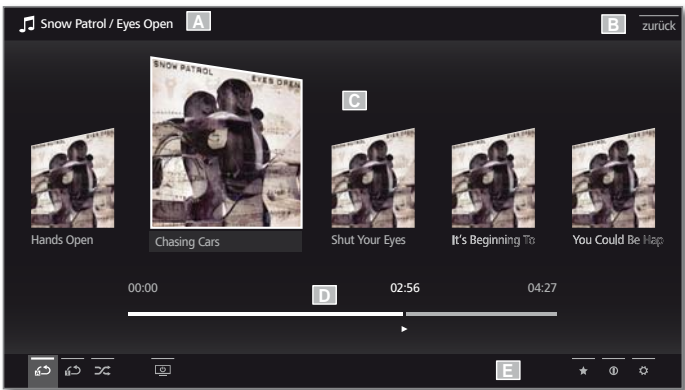 Snow Patrol / Eyes Open A B zurück
SNOW PATROL EYES OPEN
C
Hands Open Chasing Cars Shut Your Eyes It's Beginning To You Could Be Hap
00:00 D 02:56 04:27
E